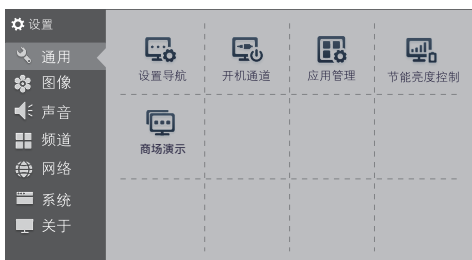 设置
通用
图像
声音
频道
网络
系统
关于
设置导航 开机通道 应用管理 节能亮度控制
商场演示